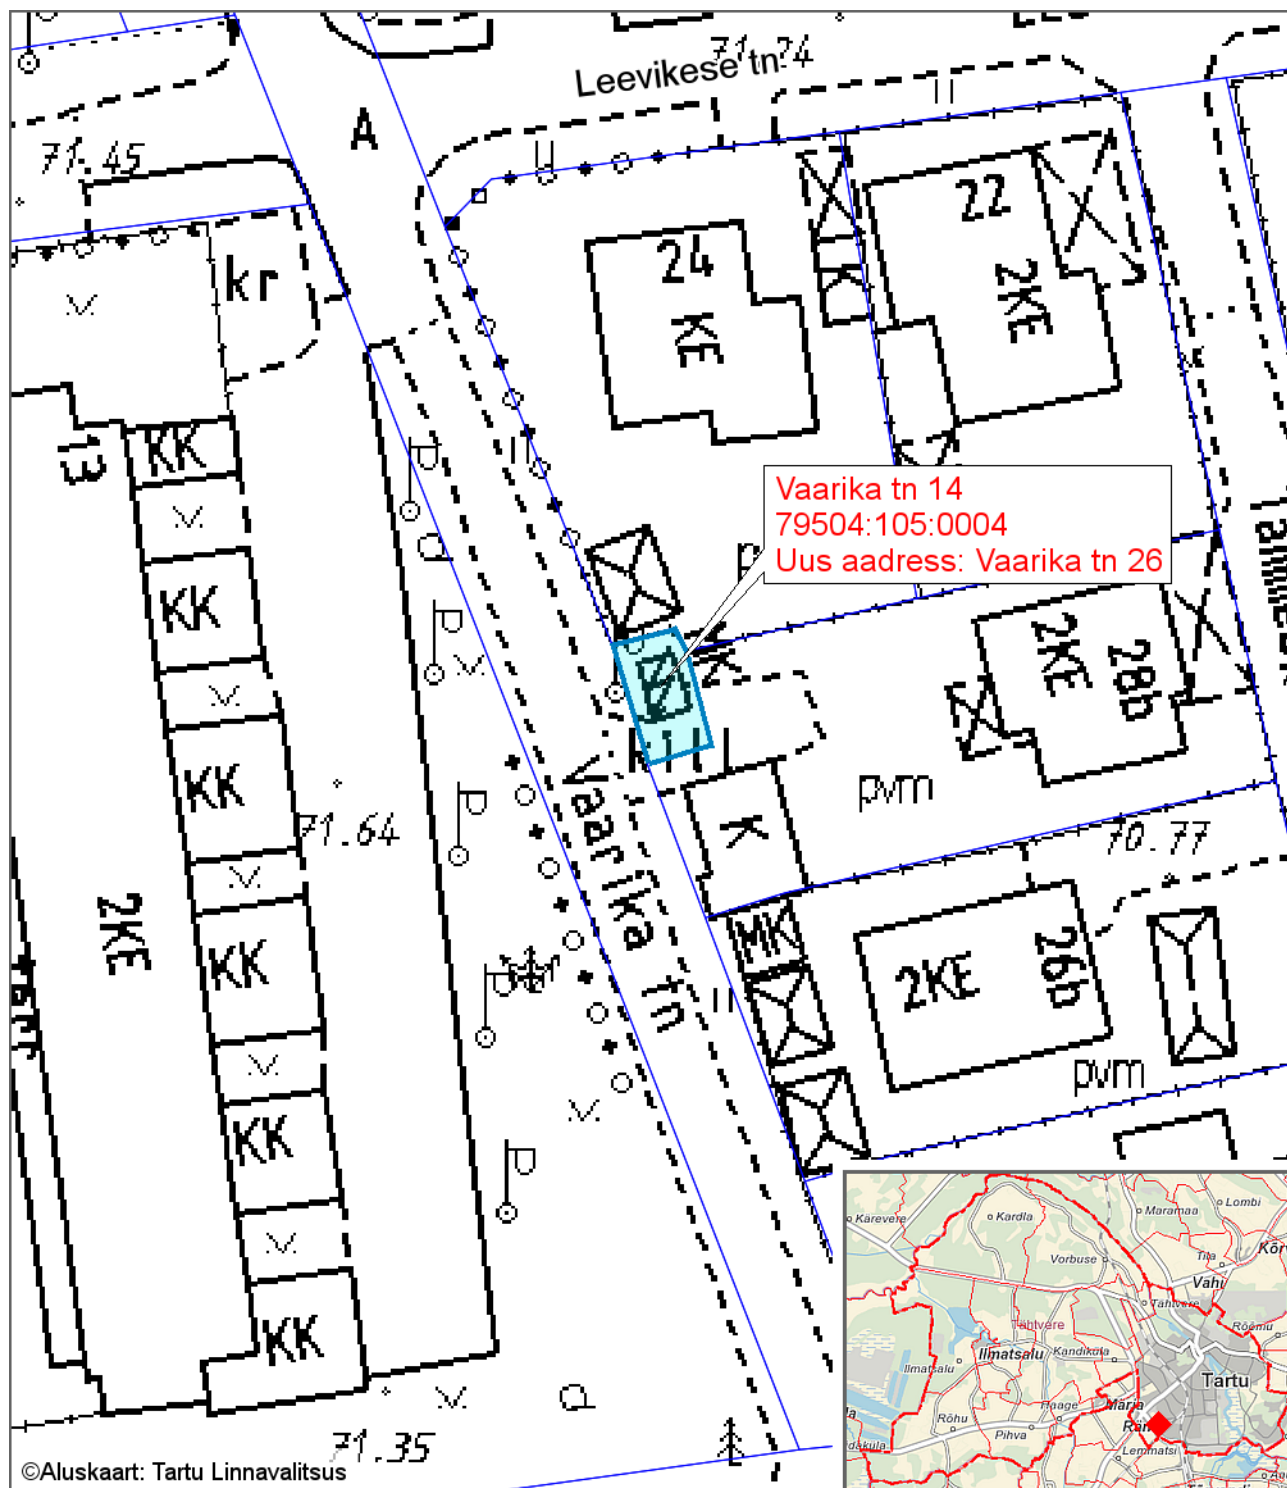 71.24
Leevikese tn
A
71.45
22
24
2KE
kr
KE
K
13
KK
Vaarika tn 14
79504:105:0004
Uus aadress: Vaarika tn 26
KK
2KE
28b
KK
pvm
K
71.64
70.77
Vaarika tn
2KE
MK
26b
2KE
KK
pvm
KK
KK
71.35
©Aluskaart: Tartu Linnavalitsus
Kärevere
Kardla
Maramaa
Lombi
Vorbuse
Tila
Vahi
Tähtvere
Tähtvere
Rõõmu
Ilmatsalu
Kandiküla
Ilmatsalu
Tartu
Märja
Haage
Rõhu
Pihva
Lemmatsi